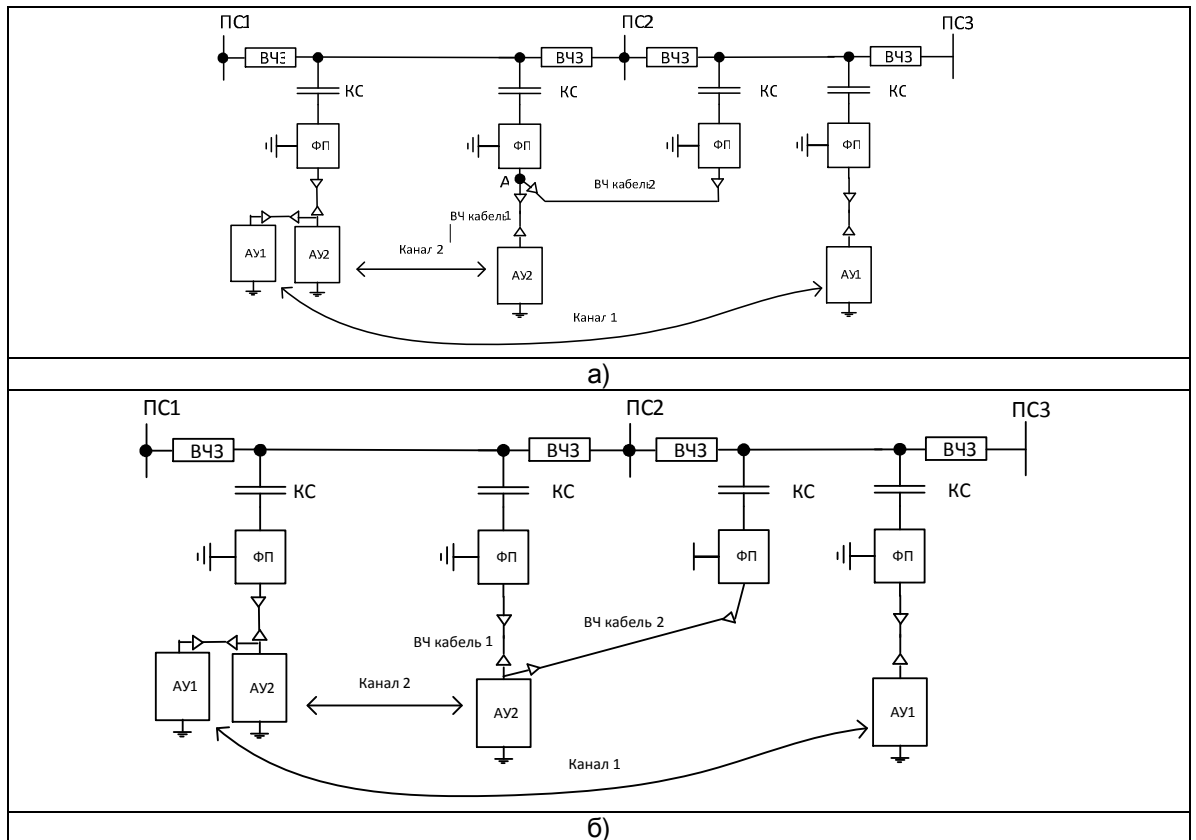 ПС1 ПС2 ПС3
ВЧЗ ВЧЗ ВЧЗ ВЧЗ
КС КС КС КС
ФП ФП ФП ФП
А ВЧ кабель2
ВЧ кабель1
АУ1 АУ2 Канал 2 АУ2 АУ1
Канал 1
а)
ПС1 ПС2 ПС3
ВЧЗ ВЧЗ ВЧЗ ВЧЗ
КС КС КС КС
ФП ФП ФП ФП
ВЧ кабель 1 ВЧ кабель 2
АУ1 АУ2 Канал 2 АУ2 АУ1
Канал 1
б)